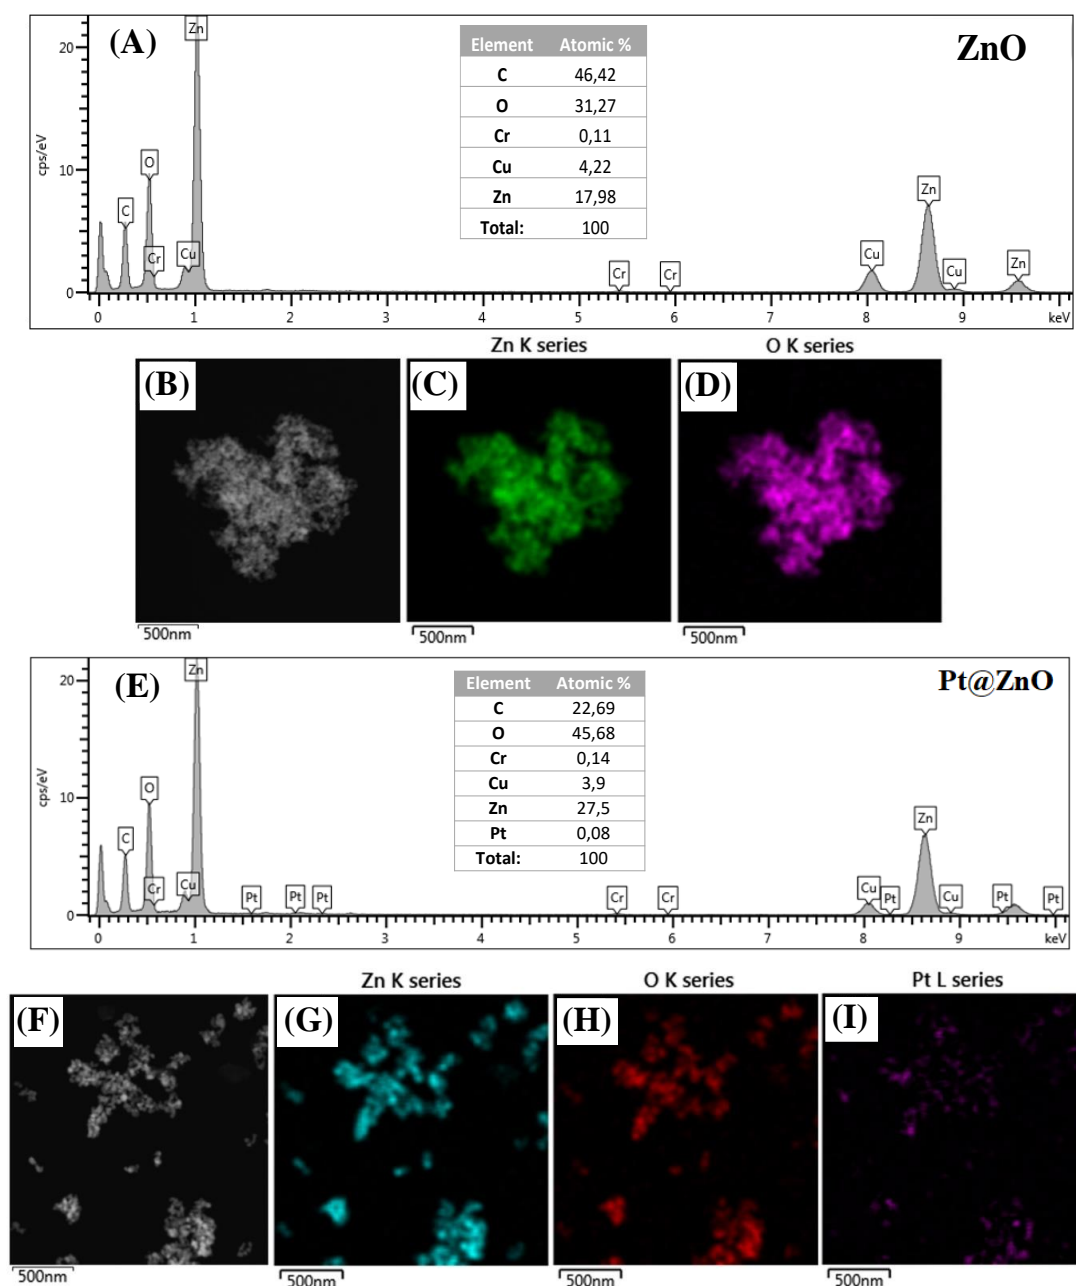 (A)
ZnO
cps/eV
20
10
0
Zn
O
C
Cr
Cu
Cr
Cr
Cu
Zn
Cu
Zn
0 1 2 3 4 5 6 7 8 9 keV
Element Atomic %
C 46,42
O 31,27
Cr 0,11
Cu 4,22
Zn 17,98
Total: 100
Zn K series
O K series
(B)
(C)
(D)
500nm
500nm
500nm
(E)
Pt@ZnO
cps/eV
20
10
0
Zn
O
C
Cr
Cu
Pt
Pt
Pt
Cr
Cr
Cu
Pt
Zn
Cu
Pt
Pt
0 1 2 3 4 5 6 7 8 9 keV
Element Atomic %
C 22,69
O 45,68
Cr 0,14
Cu 3,9
Zn 27,5
Pt 0,08
Total: 100
Zn K series
O K series
Pt L series
(F)
(G)
(H)
(I)
500nm
500nm
500nm
500nm